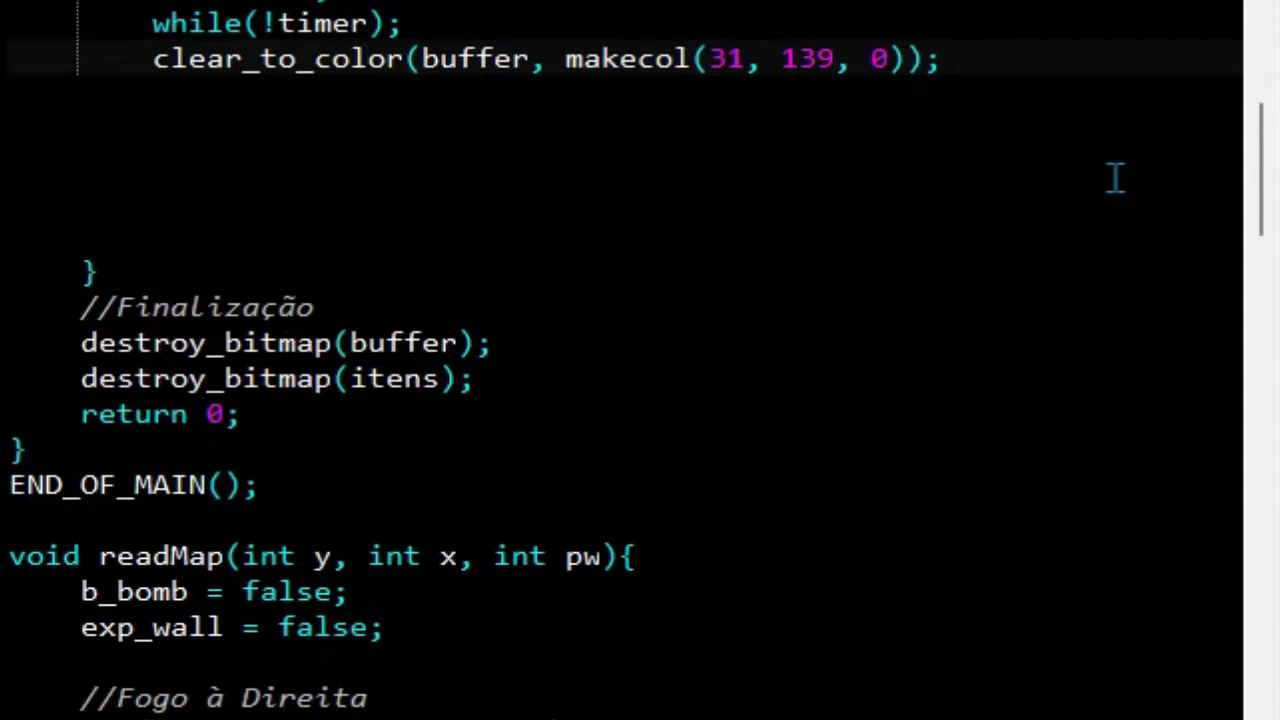 while(!timer);
clear_to_color(buffer, makecol(31, 139, 0));
}
//Finalização
destroy_bitmap(buffer);
destroy_bitmap(itens);
return 0;
}
END_OF_MAIN();
void readMap(int y, int x, int pw){
b_bomb = false;
exp_wall = false;
//Fogo à Direita